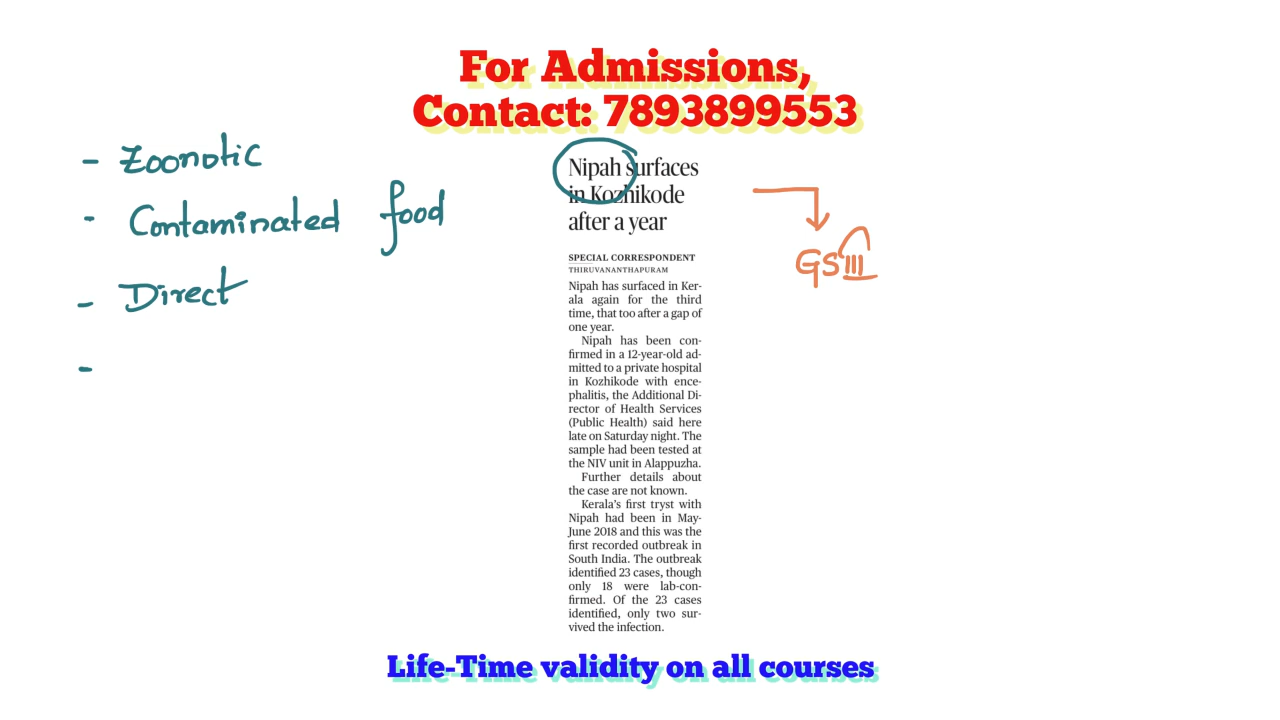 For Admissions,
Contact: 7893899553
- Zoonotic
- Contaminated food
- Direct
-
Nipah surfaces
in Kozhikode
after a year
GS III
SPECIAL CORRESPONDENT
THIRUVANANTHAPURAM
Nipah has surfaced in Ker-
ala again for the third
time, that too after a gap of
one year.
Nipah has been con-
firmed in a 12-year-old ad-
mitted to a private hospital
in Kozhikode with ence-
phalitis, the Additional Di-
rector of Health Services
(Public Health) said here
late on Saturday night. The
sample had been tested at
the NIV unit in Alappuzha.
Further details about
the case are not known.
Kerala's first tryst with
Nipah had been in May-
June 2018 and this was the
first recorded outbreak in
South India. The outbreak
identified 23 cases, though
only 18 were lab-con-
firmed. Of the 23 cases
identified, only two sur-
vived the infection.
Life-Time validity on all courses